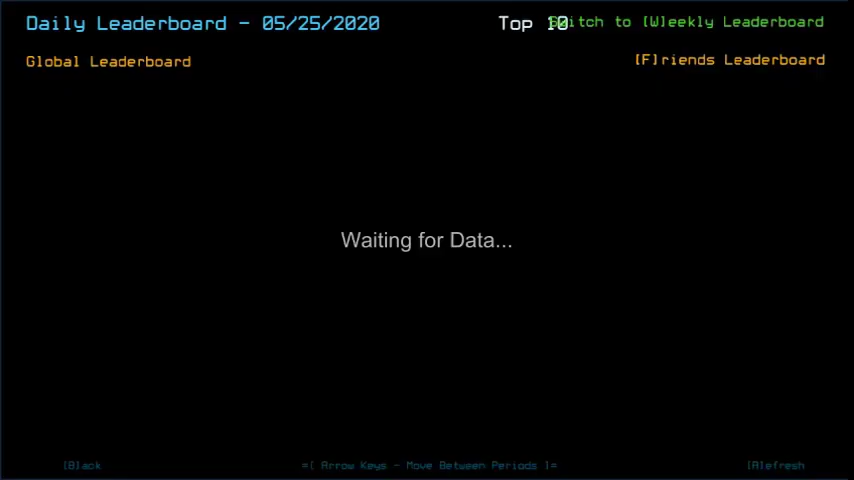 Daily Leaderboard - 05/25/2020 Top 10 Switch to [W]eekly Leaderboard
Global Leaderboard [F]riends Leaderboard
Waiting for Data...
[B]ack =[ Arrow Keys - Move Between Periods ]= [R]efresh